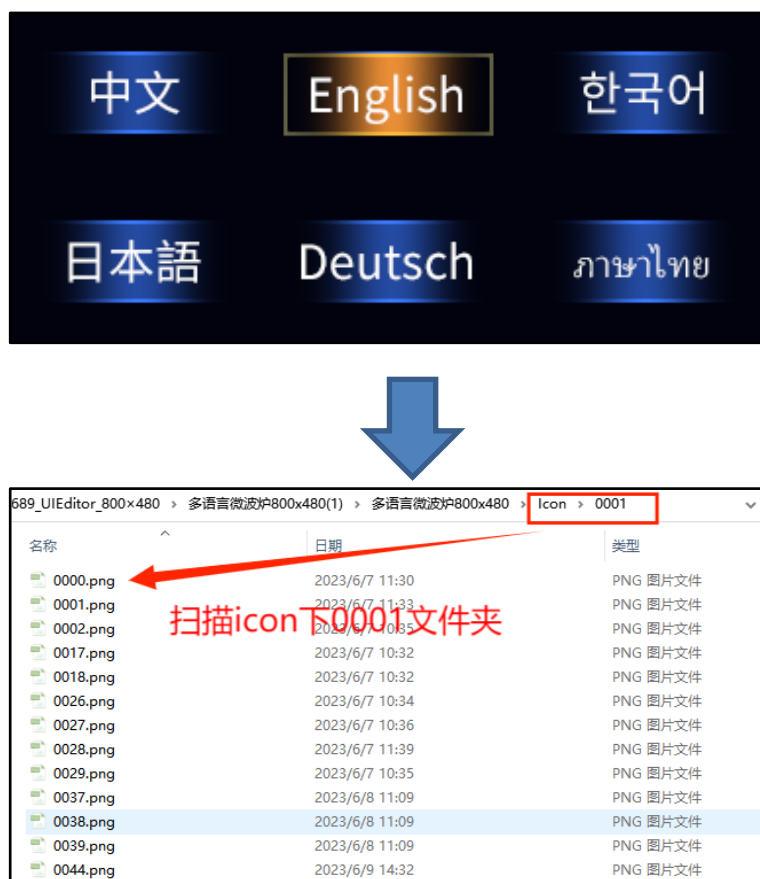 中文 English 한국어
日本語 Deutsch ภาษาไทย
689_UIEditor_800×480 › 多语言微波炉800x480(1) › 多语言微波炉800x480 › Icon › 0001
名称 日期 类型
0000.png 2023/6/7 11:30 PNG 图片文件
0001.png 2023/6/7 11:33 PNG 图片文件
扫描icon下0001文件夹
0002.png 2023/6/7 10:35 PNG 图片文件
0017.png 2023/6/7 10:32 PNG 图片文件
0018.png 2023/6/7 10:32 PNG 图片文件
0026.png 2023/6/7 10:34 PNG 图片文件
0027.png 2023/6/7 10:36 PNG 图片文件
0028.png 2023/6/7 11:39 PNG 图片文件
0029.png 2023/6/7 10:35 PNG 图片文件
0037.png 2023/6/8 11:09 PNG 图片文件
0038.png 2023/6/8 11:09 PNG 图片文件
0039.png 2023/6/8 11:09 PNG 图片文件
0044.png 2023/6/9 14:32 PNG 图片文件